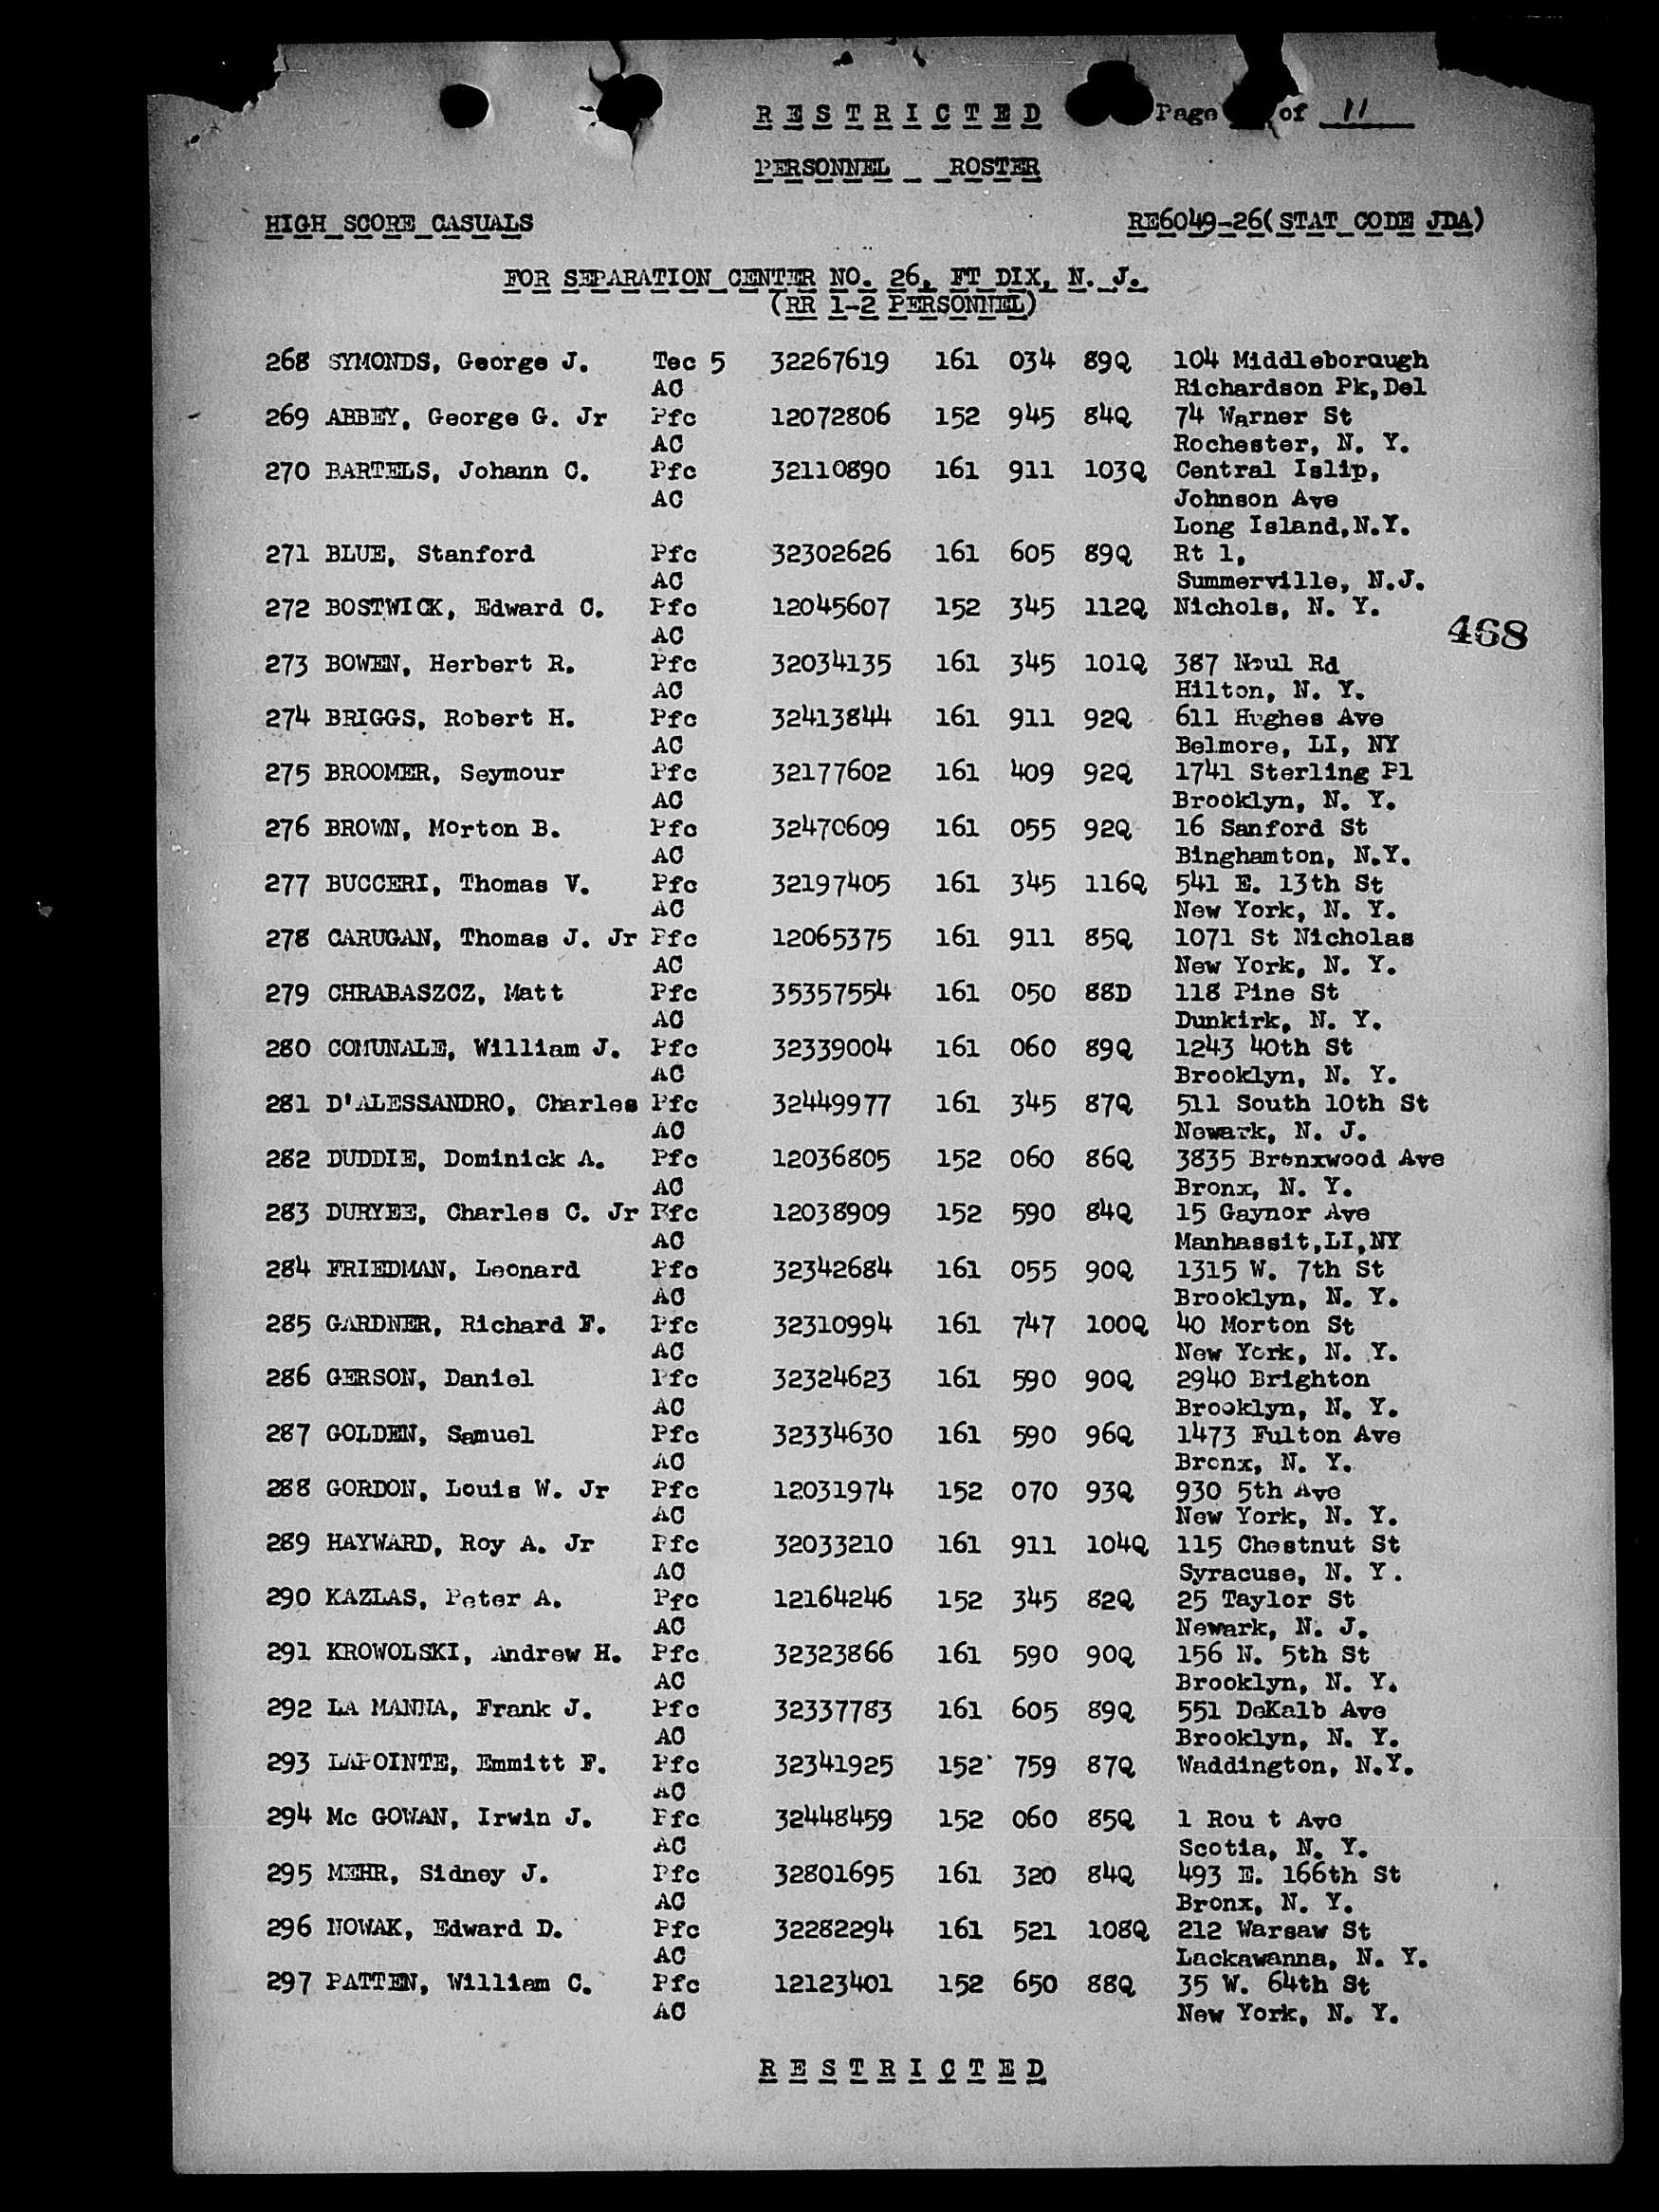 R E S T R I C T E D Page of 11
PERSONNEL ROSTER
HIGH SCORE CASUALS RE6049-26(STAT CODE JDA)
FOR SEPARATION CENTER NO. 26, FT DIX, N. J.
(RR 1-2 PERSONNEL)
268 SYMONDS, George J. Tec 5 32267619 161 034 89Q 104 Middleborough
AC Richardson Pk,Del
269 ABBEY, George G. Jr Pfc 12072806 152 945 84Q 74 Warner St
AC Rochester, N. Y.
270 BARTELS, Johann C. Pfc 32110890 161 911 103Q Central Islip,
AC Johnson Ave
Long Island,N.Y.
271 BLUE, Stanford Pfc 32302626 161 605 89Q Rt 1,
AC Summerville, N.J.
272 BOSTWICK, Edward C. Pfc 12045607 152 345 112Q Nichols, N. Y.
AC 468
273 BOWEN, Herbert R. Pfc 32034135 161 345 101Q 387 Noul Rd
AC Hilton, N. Y.
274 BRIGGS, Robert H. Pfc 32413844 161 911 92Q 611 Hughes Ave
AC Belmore, LI, NY
275 BROOMER, Seymour Pfc 32177602 161 409 92Q 1741 Sterling Pl
AC Brooklyn, N. Y.
276 BROWN, Morton B. Pfc 32470609 161 055 92Q 16 Sanford St
AC Binghamton, N.Y.
277 BUCCERI, Thomas V. Pfc 32197405 161 345 116Q 541 E. 13th St
AC New York, N. Y.
278 CARUGAN, Thomas J. Jr Pfc 12065375 161 911 85Q 1071 St Nicholas
AC New York, N. Y.
279 CHRABASZCZ, Matt Pfc 35357554 161 050 88D 118 Pine St
AC Dunkirk, N. Y.
280 COMUNALE, William J. Pfc 32339004 161 060 89Q 1243 40th St
AC Brooklyn, N. Y.
281 D'ALESSANDRO, Charles Pfc 32449977 161 345 87Q 511 South 10th St
AC Newark, N. J.
282 DUDDIE, Dominick A. Pfc 12036805 152 060 86Q 3835 Bronxwood Ave
AC Bronx, N. Y.
283 DURYEE, Charles C. Jr Pfc 12038909 152 590 84Q 15 Gaynor Ave
AC Manhassit,LI,NY
284 FRIEDMAN, Leonard Pfc 32342684 161 055 90Q 1315 W. 7th St
AC Brooklyn, N. Y.
285 GARDNER, Richard F. Pfc 32310994 161 747 100Q 40 Morton St
AC New York, N. Y.
286 GERSON, Daniel Pfc 32324623 161 590 90Q 2940 Brighton
AC Brooklyn, N. Y.
287 GOLDEN, Samuel Pfc 32334630 161 590 96Q 1473 Fulton Ave
AC Bronx, N. Y.
288 GORDON, Louis W. Jr Pfc 12031974 152 070 93Q 930 5th Ave
AC New York, N. Y.
289 HAYWARD, Roy A. Jr Pfc 32033210 161 911 104Q 115 Chestnut St
AC Syracuse, N. Y.
290 KAZLAS, Peter A. Pfc 12164246 152 345 82Q 25 Taylor St
AC Newark, N. J.
291 KROWOLSKI, Andrew H. Pfc 32323866 161 590 90Q 156 N. 5th St
AC Brooklyn, N. Y.
292 LA MANNA, Frank J. Pfc 32337783 161 605 89Q 551 DeKalb Ave
AC Brooklyn, N. Y.
293 LAPOINTE, Emmitt F. Pfc 32341925 152 759 87Q Waddington, N.Y.
AC
294 Mc GOWAN, Irwin J. Pfc 32448459 152 060 85Q 1 Rou t Ave
AC Scotia, N. Y.
295 MEHR, Sidney J. Pfc 32801695 161 320 84Q 493 E. 166th St
AC Bronx, N. Y.
296 NOWAK, Edward D. Pfc 32282294 161 521 108Q 212 Warsaw St
AC Lackawanna, N. Y.
297 PATTEN, William C. Pfc 12123401 152 650 88Q 35 W. 64th St
AC New York, N. Y.
R E S T R I C T E D